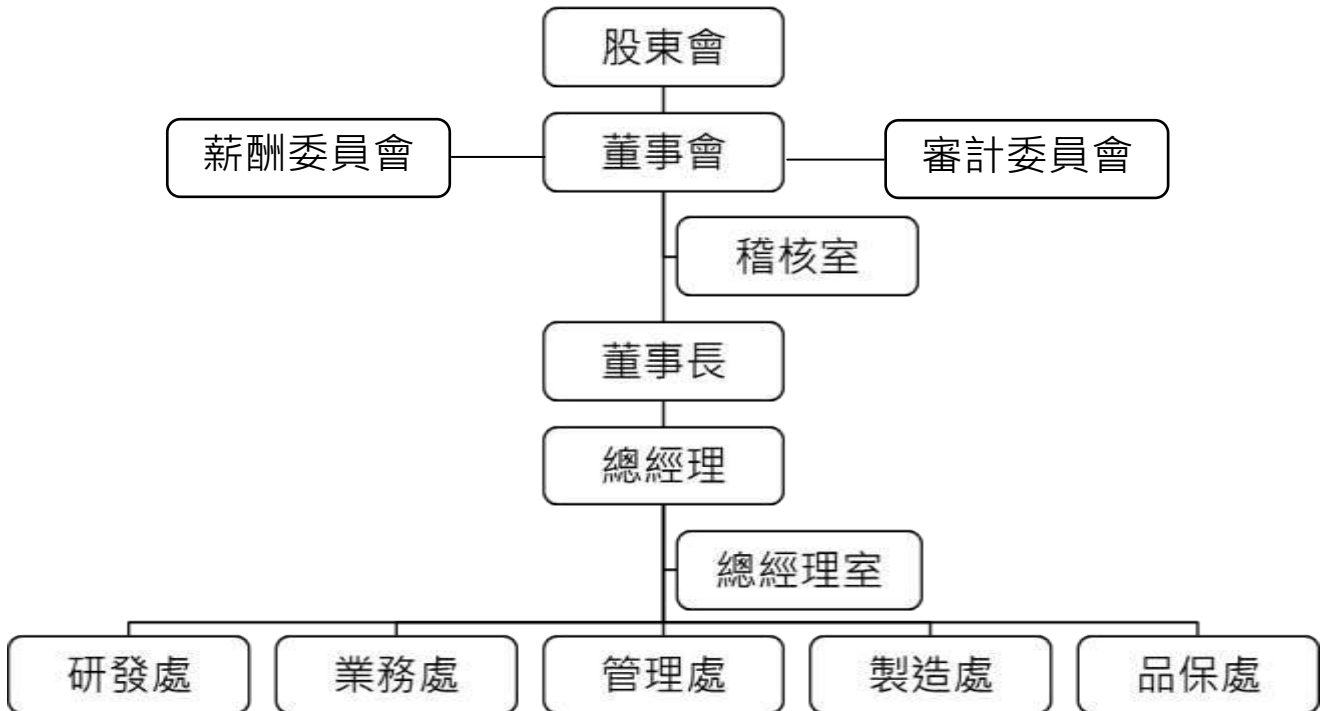 股東會
薪酬委員會
董事會
審計委員會
稽核室
董事長
總經理
總經理室
研發處
業務處
管理處
製造處
品保處